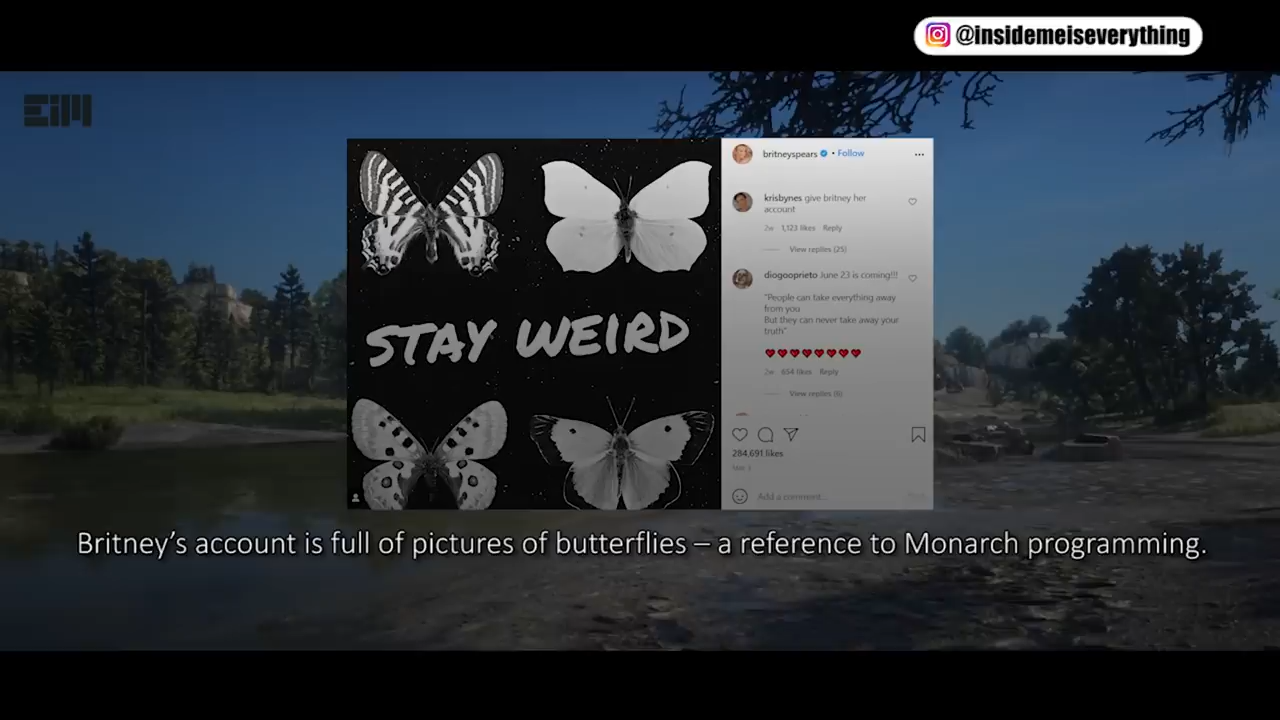 @insidemeiseverything
EIM
STAY WEIRD
britneyspears • Follow
krisbynes give britney her
account
2w 1,123 likes Reply
View replies (25)
diogooprieto June 23 is coming!!!
"People can take everything away
from you
But they can never take away your
truth"
2w 654 likes Reply
View replies (6)
284,691 likes
Add a comment...
Britney's account is full of pictures of butterflies – a reference to Monarch programming.